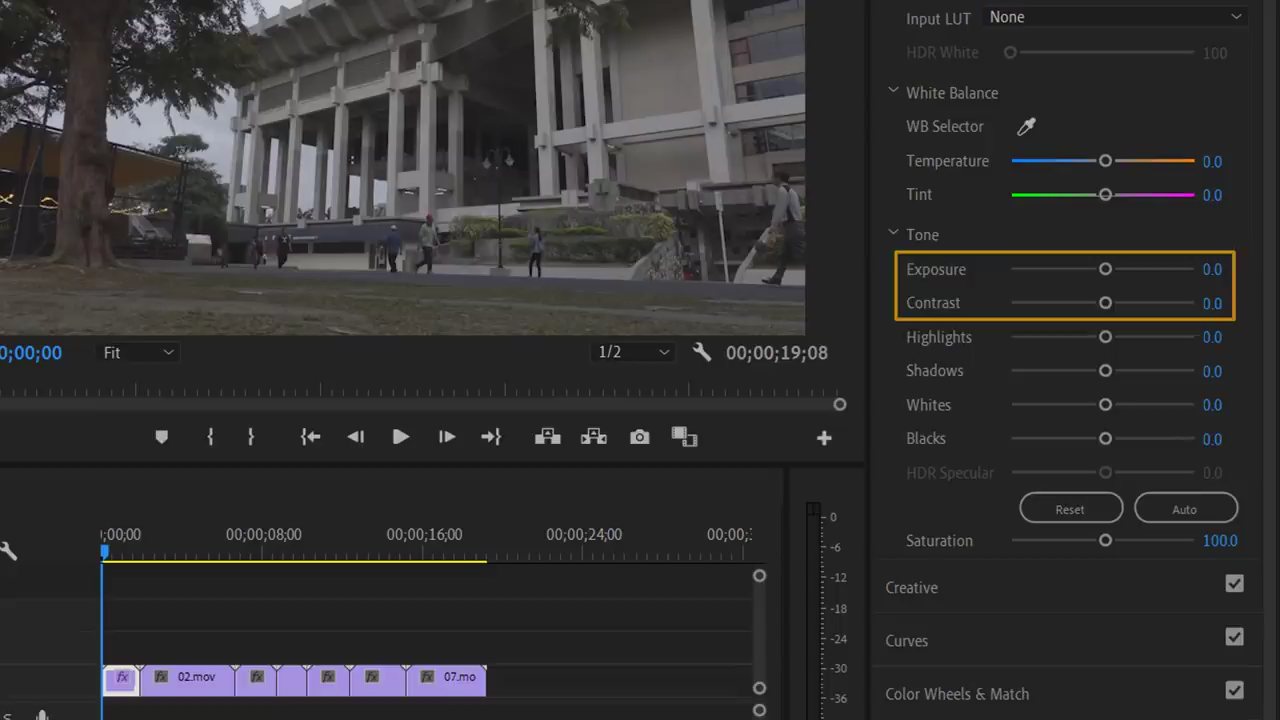 Input LUT None
HDR White 100
White Balance
WB Selector
Temperature 0.0
Tint 0.0
Tone
Exposure 0.0
Contrast 0.0
Highlights 0.0
Shadows 0.0
Whites 0.0
Blacks 0.0
HDR Specular 0.0
Reset Auto
Saturation 100.0
Creative
Curves
Color Wheels & Match
0;00;00 Fit 1/2 00;00;19;08
;00;00 00;00;08;00 00;00;16;00 00;00;24;00 00;00;
fx fx 02.mov fx fx fx fx 07.mo
S
0
-6
-12
-18
-24
-30
-36